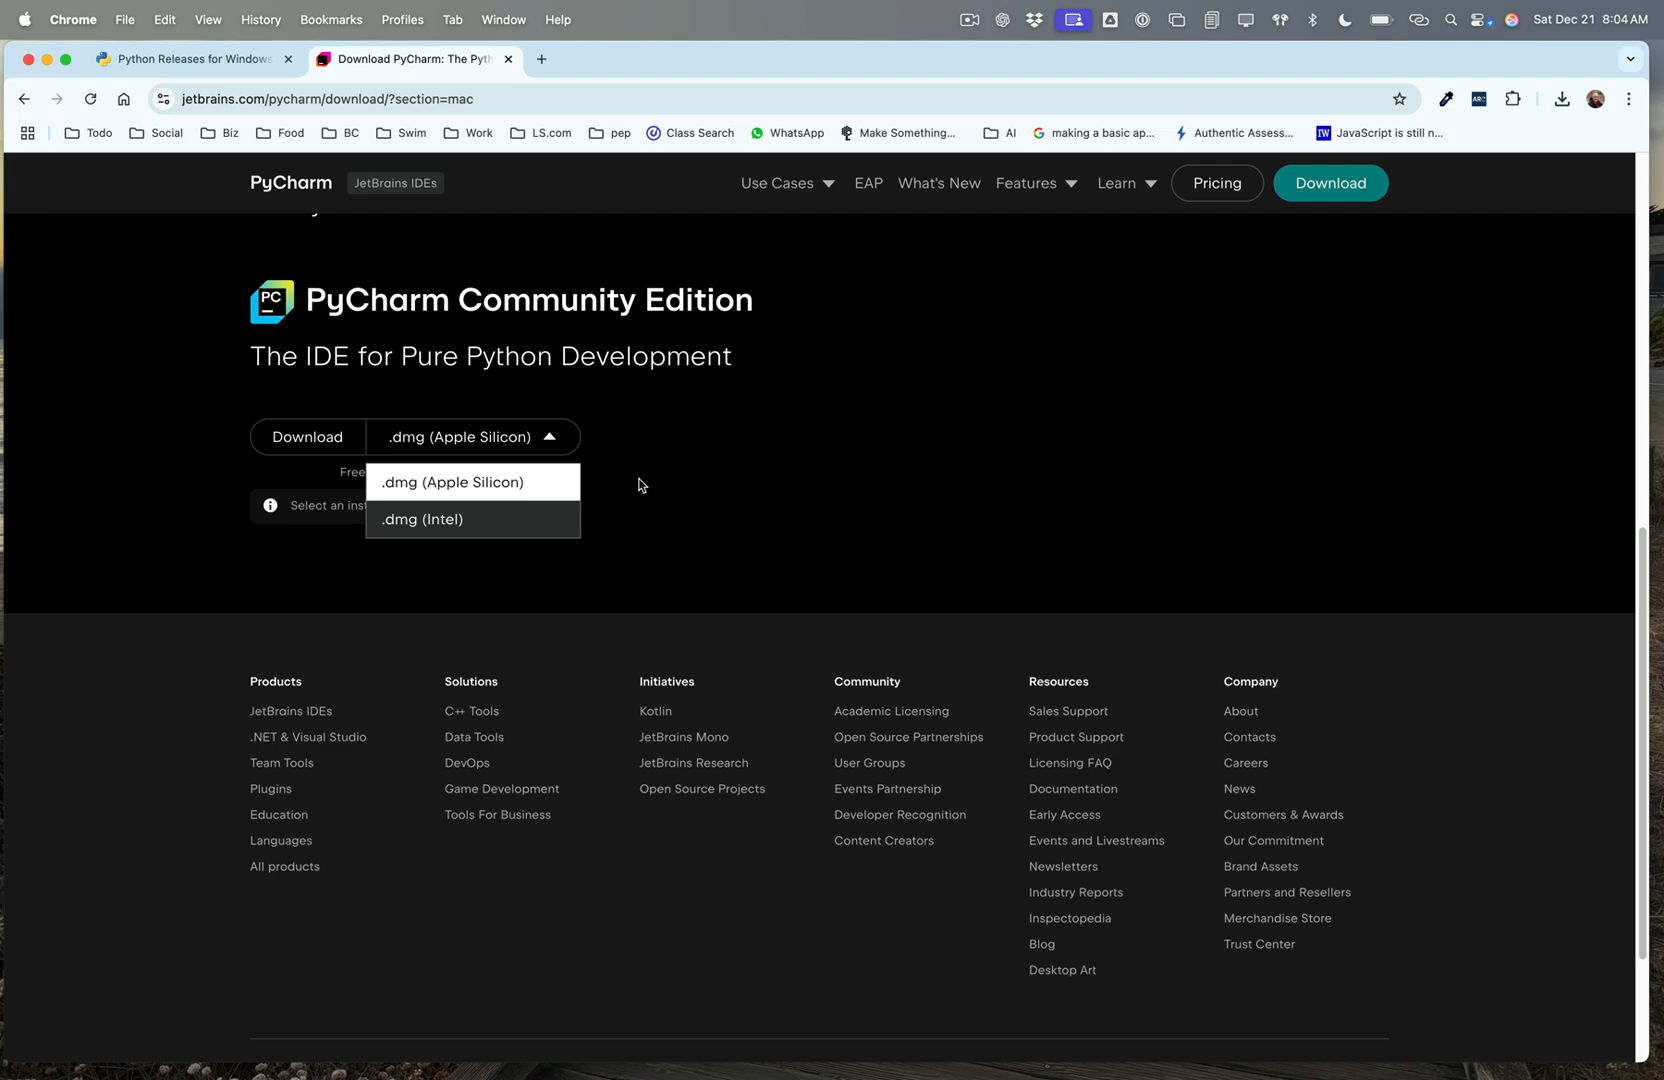 Chrome File Edit View History Bookmarks Profiles Tab Window Help Sat Dec 21 8:04 AM
Python Releases for Windows Download PyCharm: The Pyth
jetbrains.com/pycharm/download/?section=mac
Todo Social Biz Food BC Swim Work LS.com pep Class Search WhatsApp Make Something... AI making a basic ap... Authentic Assess... IW JavaScript is still n...
PyCharm JetBrains IDEs Use Cases EAP What's New Features Learn Pricing Download
PC PyCharm Community Edition
The IDE for Pure Python Development
Download .dmg (Apple Silicon)
Free
.dmg (Apple Silicon)
Select an inst
.dmg (Intel)
Products Solutions Initiatives Community Resources Company
JetBrains IDEs C++ Tools Kotlin Academic Licensing Sales Support About
.NET & Visual Studio Data Tools JetBrains Mono Open Source Partnerships Product Support Contacts
Team Tools DevOps JetBrains Research User Groups Licensing FAQ Careers
Plugins Game Development Open Source Projects Events Partnership Documentation News
Education Tools For Business Developer Recognition Early Access Customers & Awards
Languages Content Creators Events and Livestreams Our Commitment
All products Newsletters Brand Assets
Industry Reports Partners and Resellers
Inspectopedia Merchandise Store
Blog Trust Center
Desktop Art